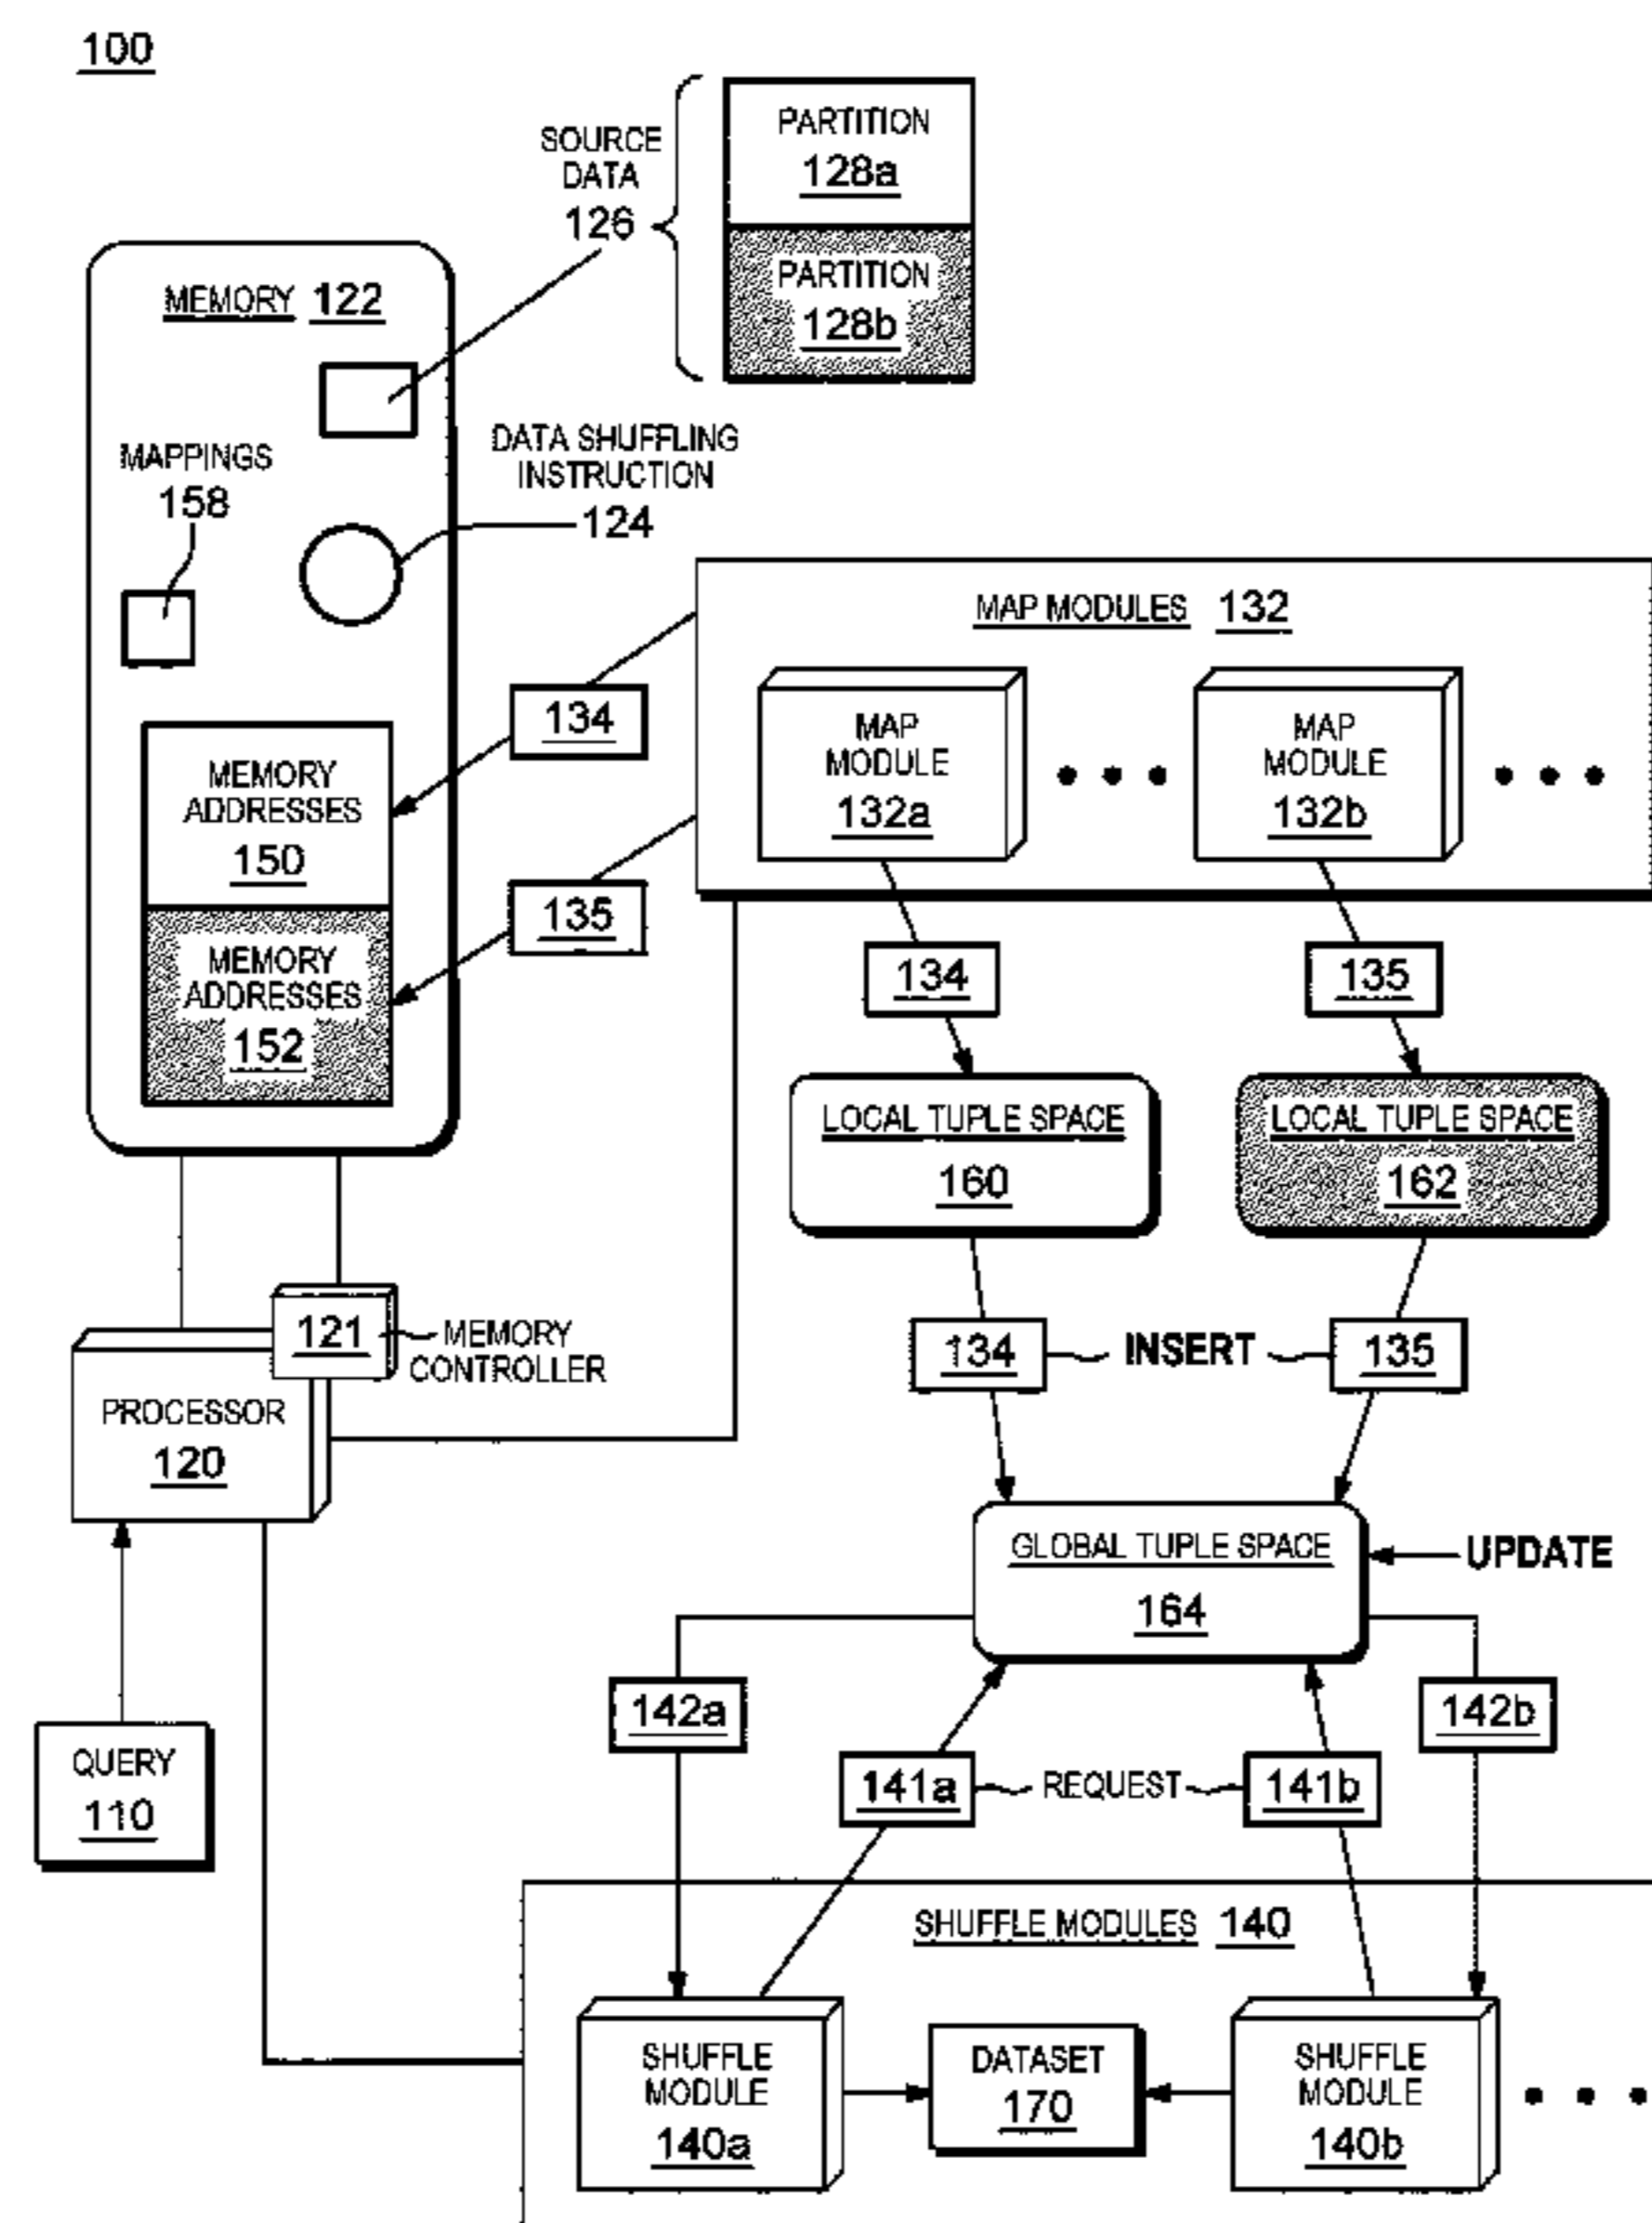 100
SOURCE
DATA
126
PARTITION
128a
PARTITION
128b
MEMORY 122
MAPPINGS
158
DATA SHUFFLING
INSTRUCTION
124
MAP MODULES 132
MAP
MODULE
132a
MAP
MODULE
132b
134
135
MEMORY
ADDRESSES
150
MEMORY
ADDRESSES
152
134
135
LOCAL TUPLE SPACE
160
LOCAL TUPLE SPACE
162
121
MEMORY
CONTROLLER
PROCESSOR
120
134
INSERT
135
GLOBAL TUPLE SPACE
164
UPDATE
142a
142b
QUERY
110
141a
REQUEST
141b
SHUFFLE MODULES 140
SHUFFLE
MODULE
140a
DATASET
170
SHUFFLE
MODULE
140b